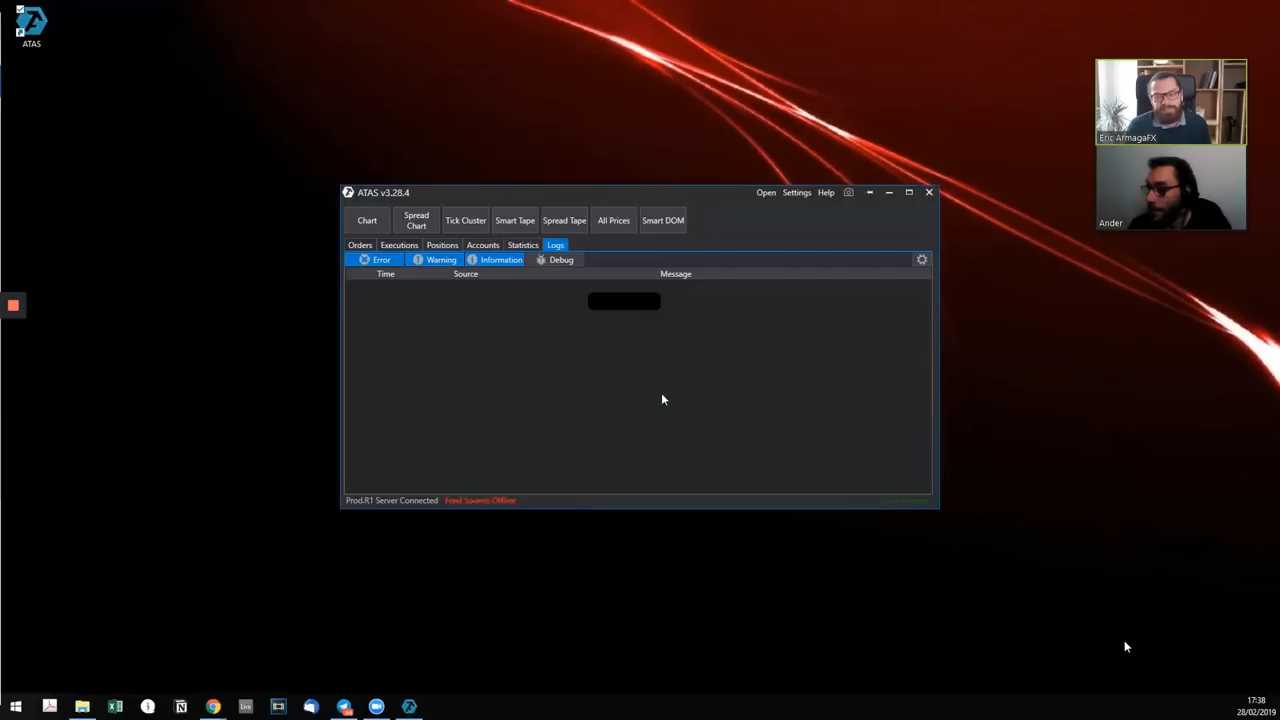 ATAS
Eric ArmagaFX
Ander
ATAS v3.28.4
Open Settings Help
Chart
Spread Chart
Tick Cluster
Smart Tape
Spread Tape
All Prices
Smart DOM
Orders Executions Positions Accounts Statistics Logs
Error Warning Information Debug
Time Source Message
Prod.R1 Server Connected Feed Source Offline
Live
17:38
28/02/2019